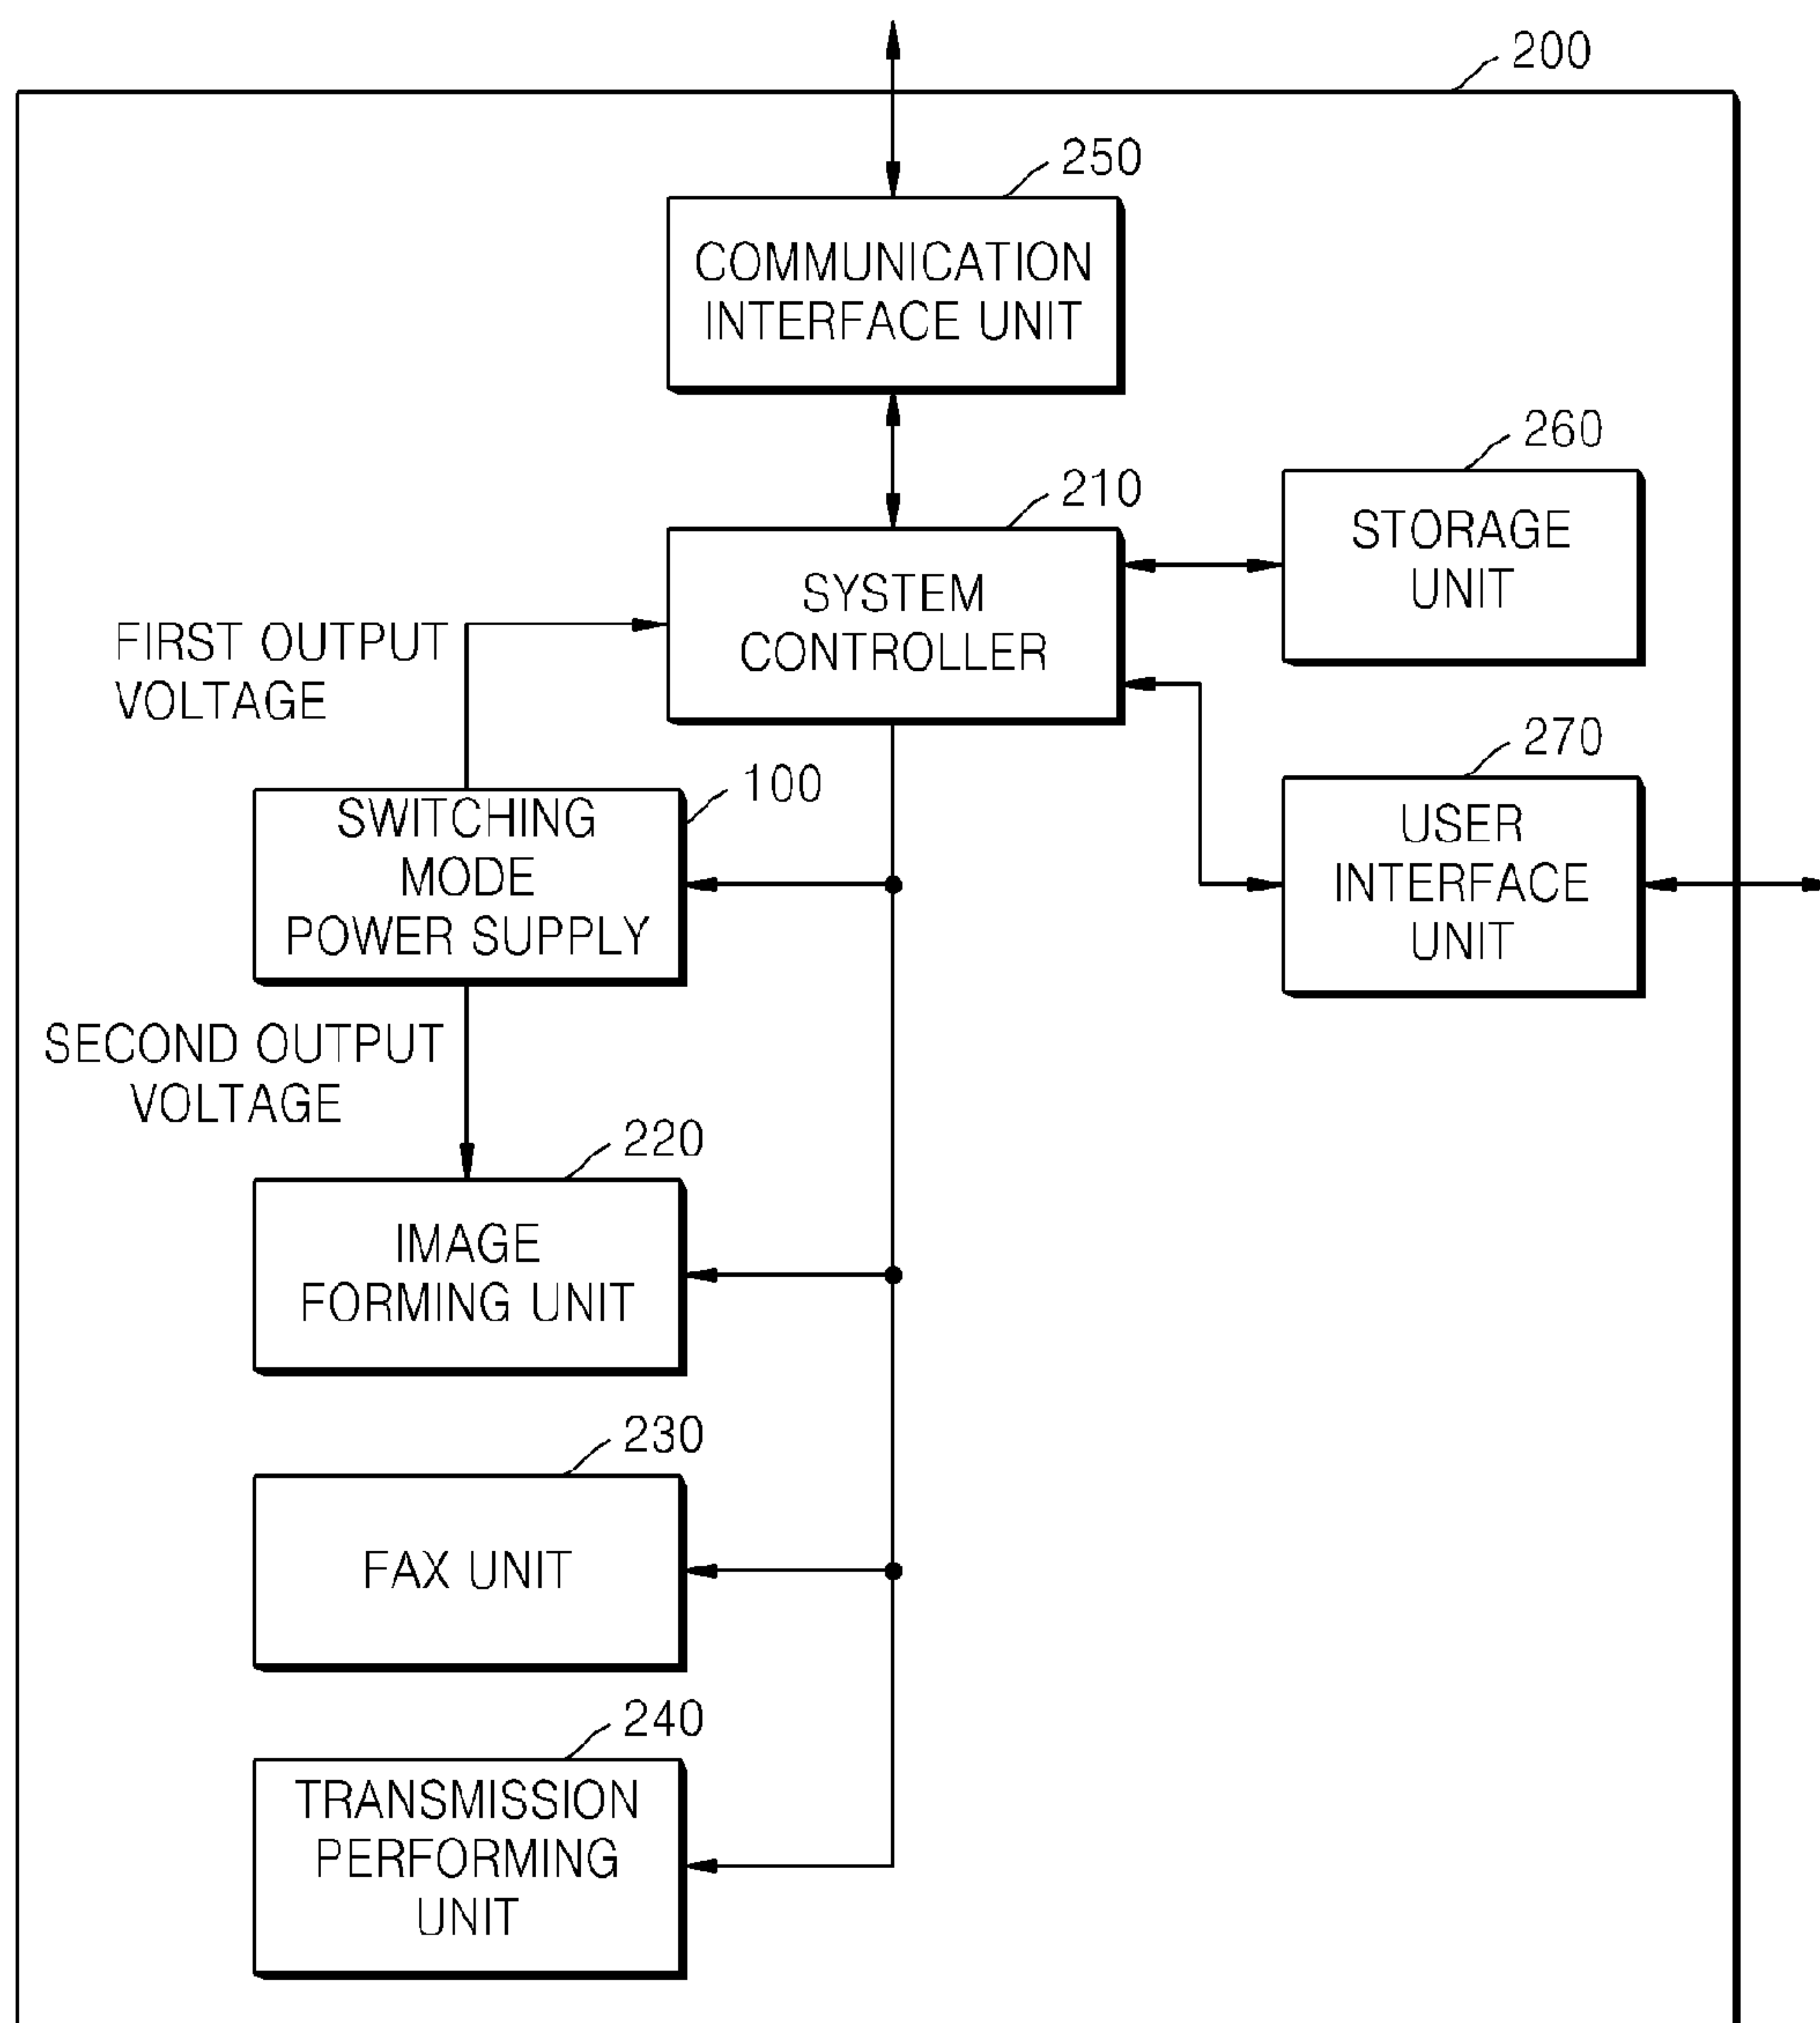 200
250
COMMUNICATION
INTERFACE UNIT
260
STORAGE
UNIT
210
SYSTEM
CONTROLLER
FIRST OUTPUT
VOLTAGE
270
USER
INTERFACE
UNIT
100
SWITCHING
MODE
POWER SUPPLY
SECOND OUTPUT
VOLTAGE
220
IMAGE
FORMING UNIT
230
FAX UNIT
240
TRANSMISSION
PERFORMING
UNIT